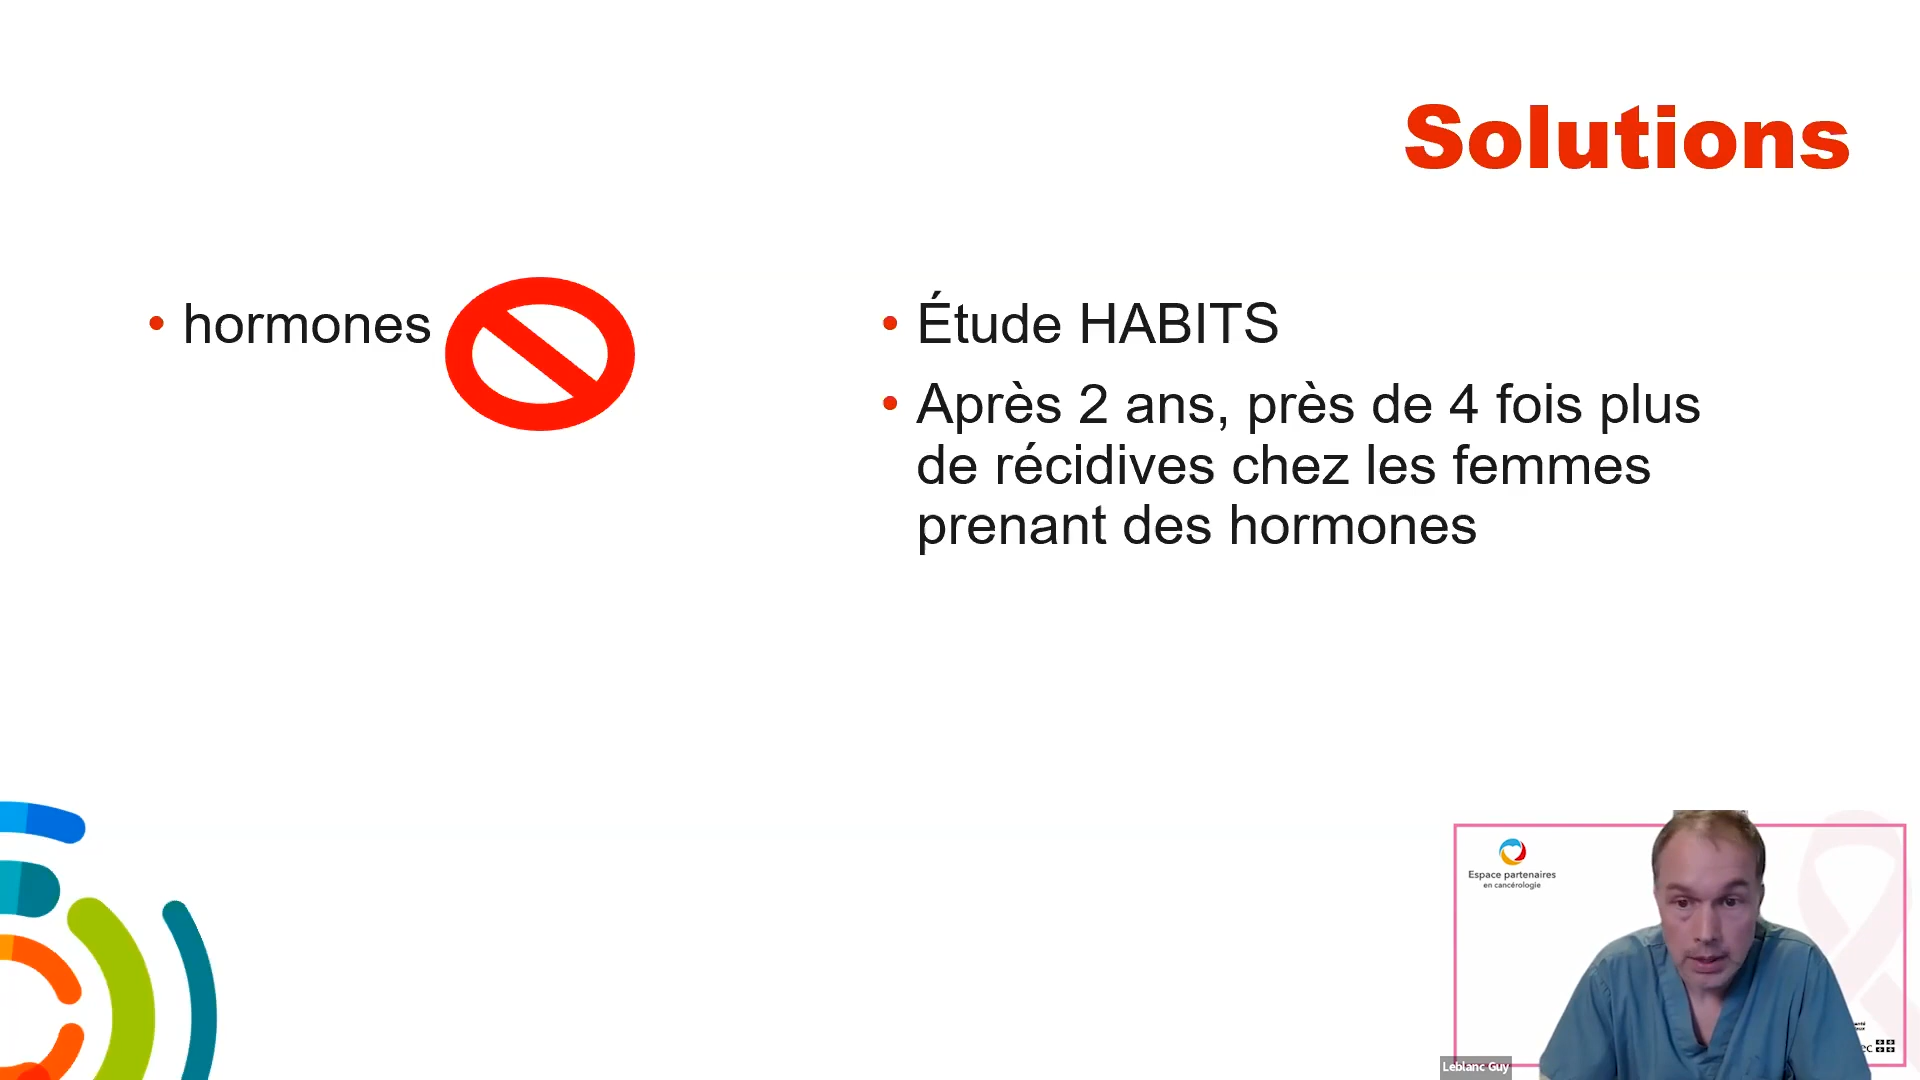 Solutions
• hormones
• Étude HABITS
• Après 2 ans, près de 4 fois plus
de récidives chez les femmes
prenant des hormones
Espace partenaires
en cancérologie
Leblanc Guy